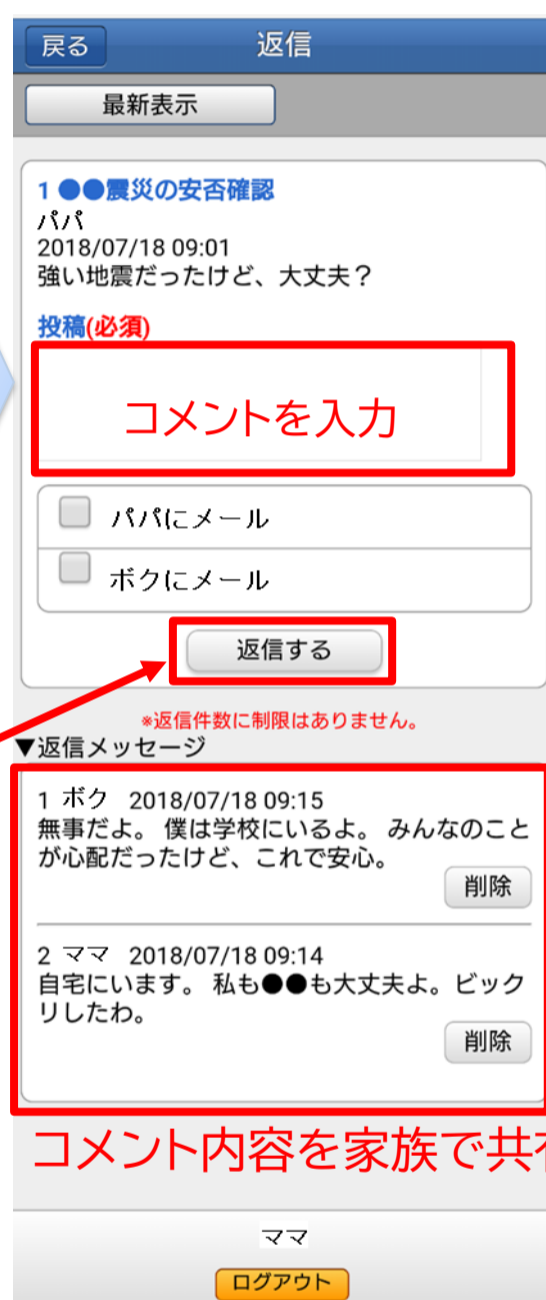 戻る 返信
最新表示
1 ●●震災の安否確認
パパ
2018/07/18 09:01
強い地震だったけど、大丈夫？
投稿(必須)
コメントを入力
パパにメール
ボクにメール
返信する
*返信件数に制限はありません。
▼返信メッセージ
1 ボク 2018/07/18 09:15
無事だよ。 僕は学校にいるよ。 みんなのこと
が心配だったけど、これで安心。
削除
2 ママ 2018/07/18 09:14
自宅にいます。 私も●●も大丈夫よ。ビック
リしたわ。
削除
コメント内容を家族で共
ママ
ログアウト